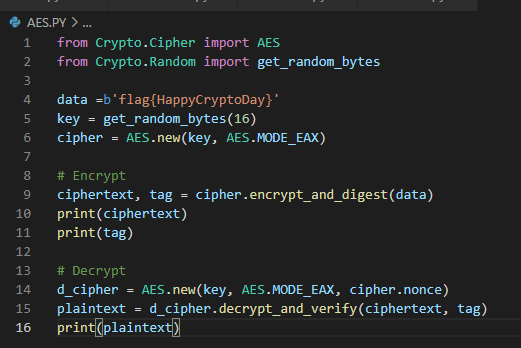 AES.PY > ...
1 from Crypto.Cipher import AES
2 from Crypto.Random import get_random_bytes
3
4 data =b'flag{HappyCryptoDay}'
5 key = get_random_bytes(16)
6 cipher = AES.new(key, AES.MODE_EAX)
7
8 # Encrypt
9 ciphertext, tag = cipher.encrypt_and_digest(data)
10 print(ciphertext)
11 print(tag)
12
13 # Decrypt
14 d_cipher = AES.new(key, AES.MODE_EAX, cipher.nonce)
15 plaintext = d_cipher.decrypt_and_verify(ciphertext, tag)
16 print(plaintext)